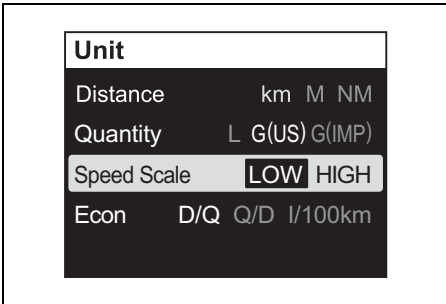 Unit
Distance km M NM
Quantity L G(US) G(IMP)
Speed Scale LOW HIGH
Econ D/Q Q/D l/100km